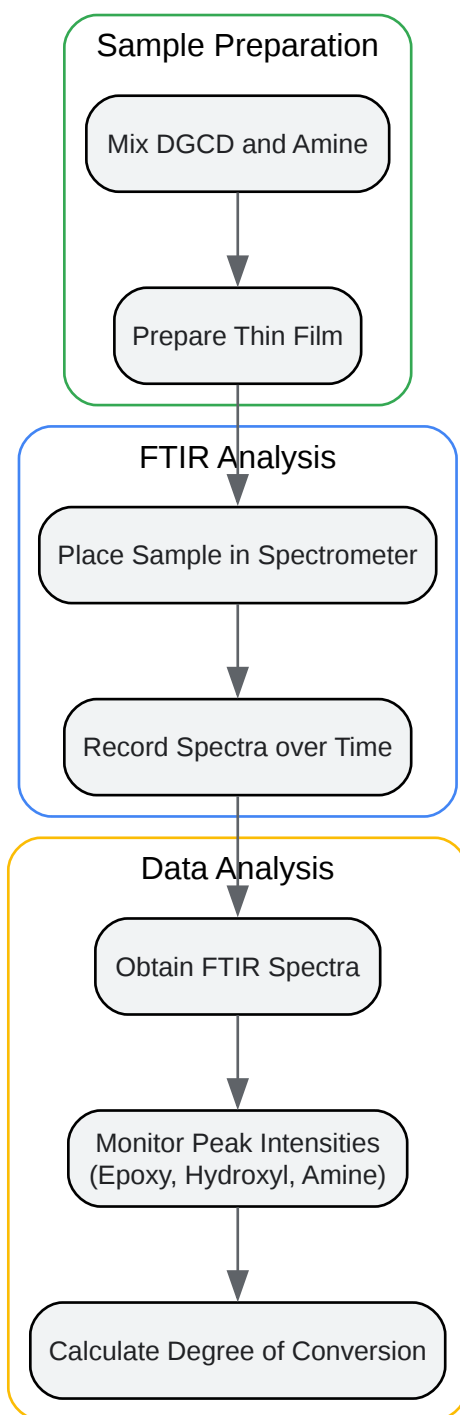 Sample Preparation
Mix DGCD and Amine
Prepare Thin Film
FTIR Analysis
Place Sample in Spectrometer
Record Spectra over Time
Data Analysis
Obtain FTIR Spectra
Monitor Peak Intensities
(Epoxy, Hydroxyl, Amine)
Calculate Degree of Conversion